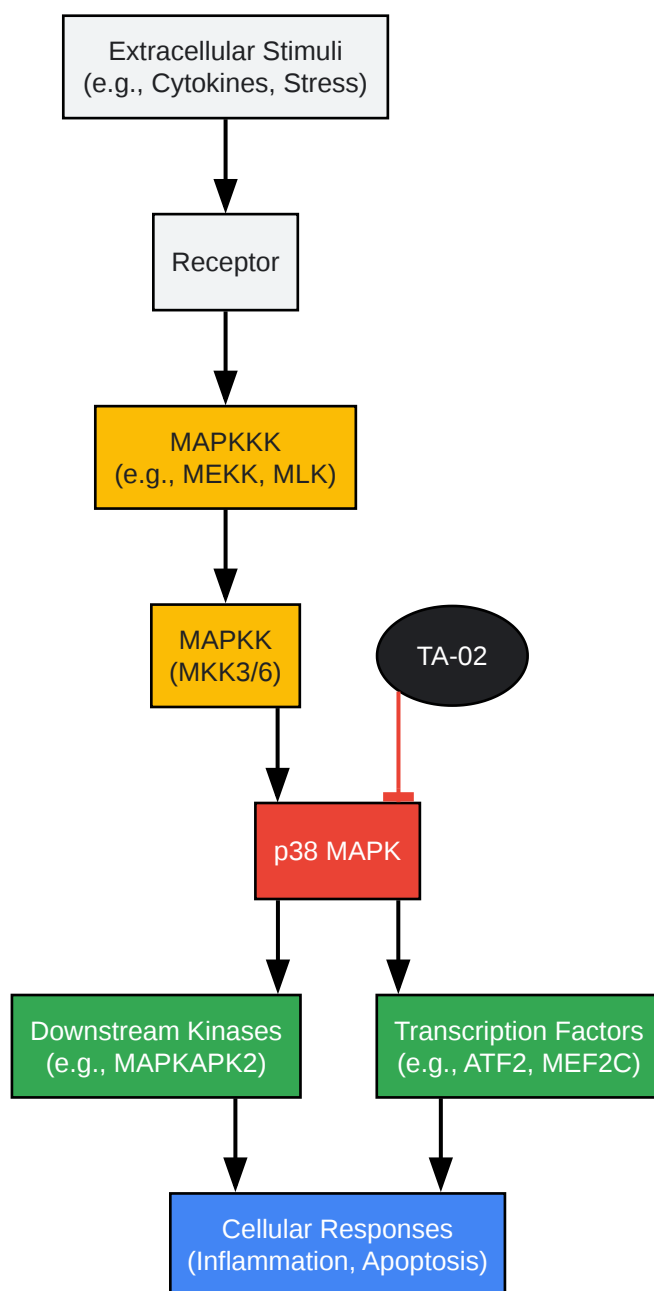 Extracellular Stimuli
(e.g., Cytokines, Stress)
Receptor
MAPKKK
(e.g., MEKK, MLK)
MAPKK
(MKK3/6)
TA-02
p38 MAPK
Downstream Kinases
(e.g., MAPKAPK2)
Transcription Factors
(e.g., ATF2, MEF2C)
Cellular Responses
(Inflammation, Apoptosis)